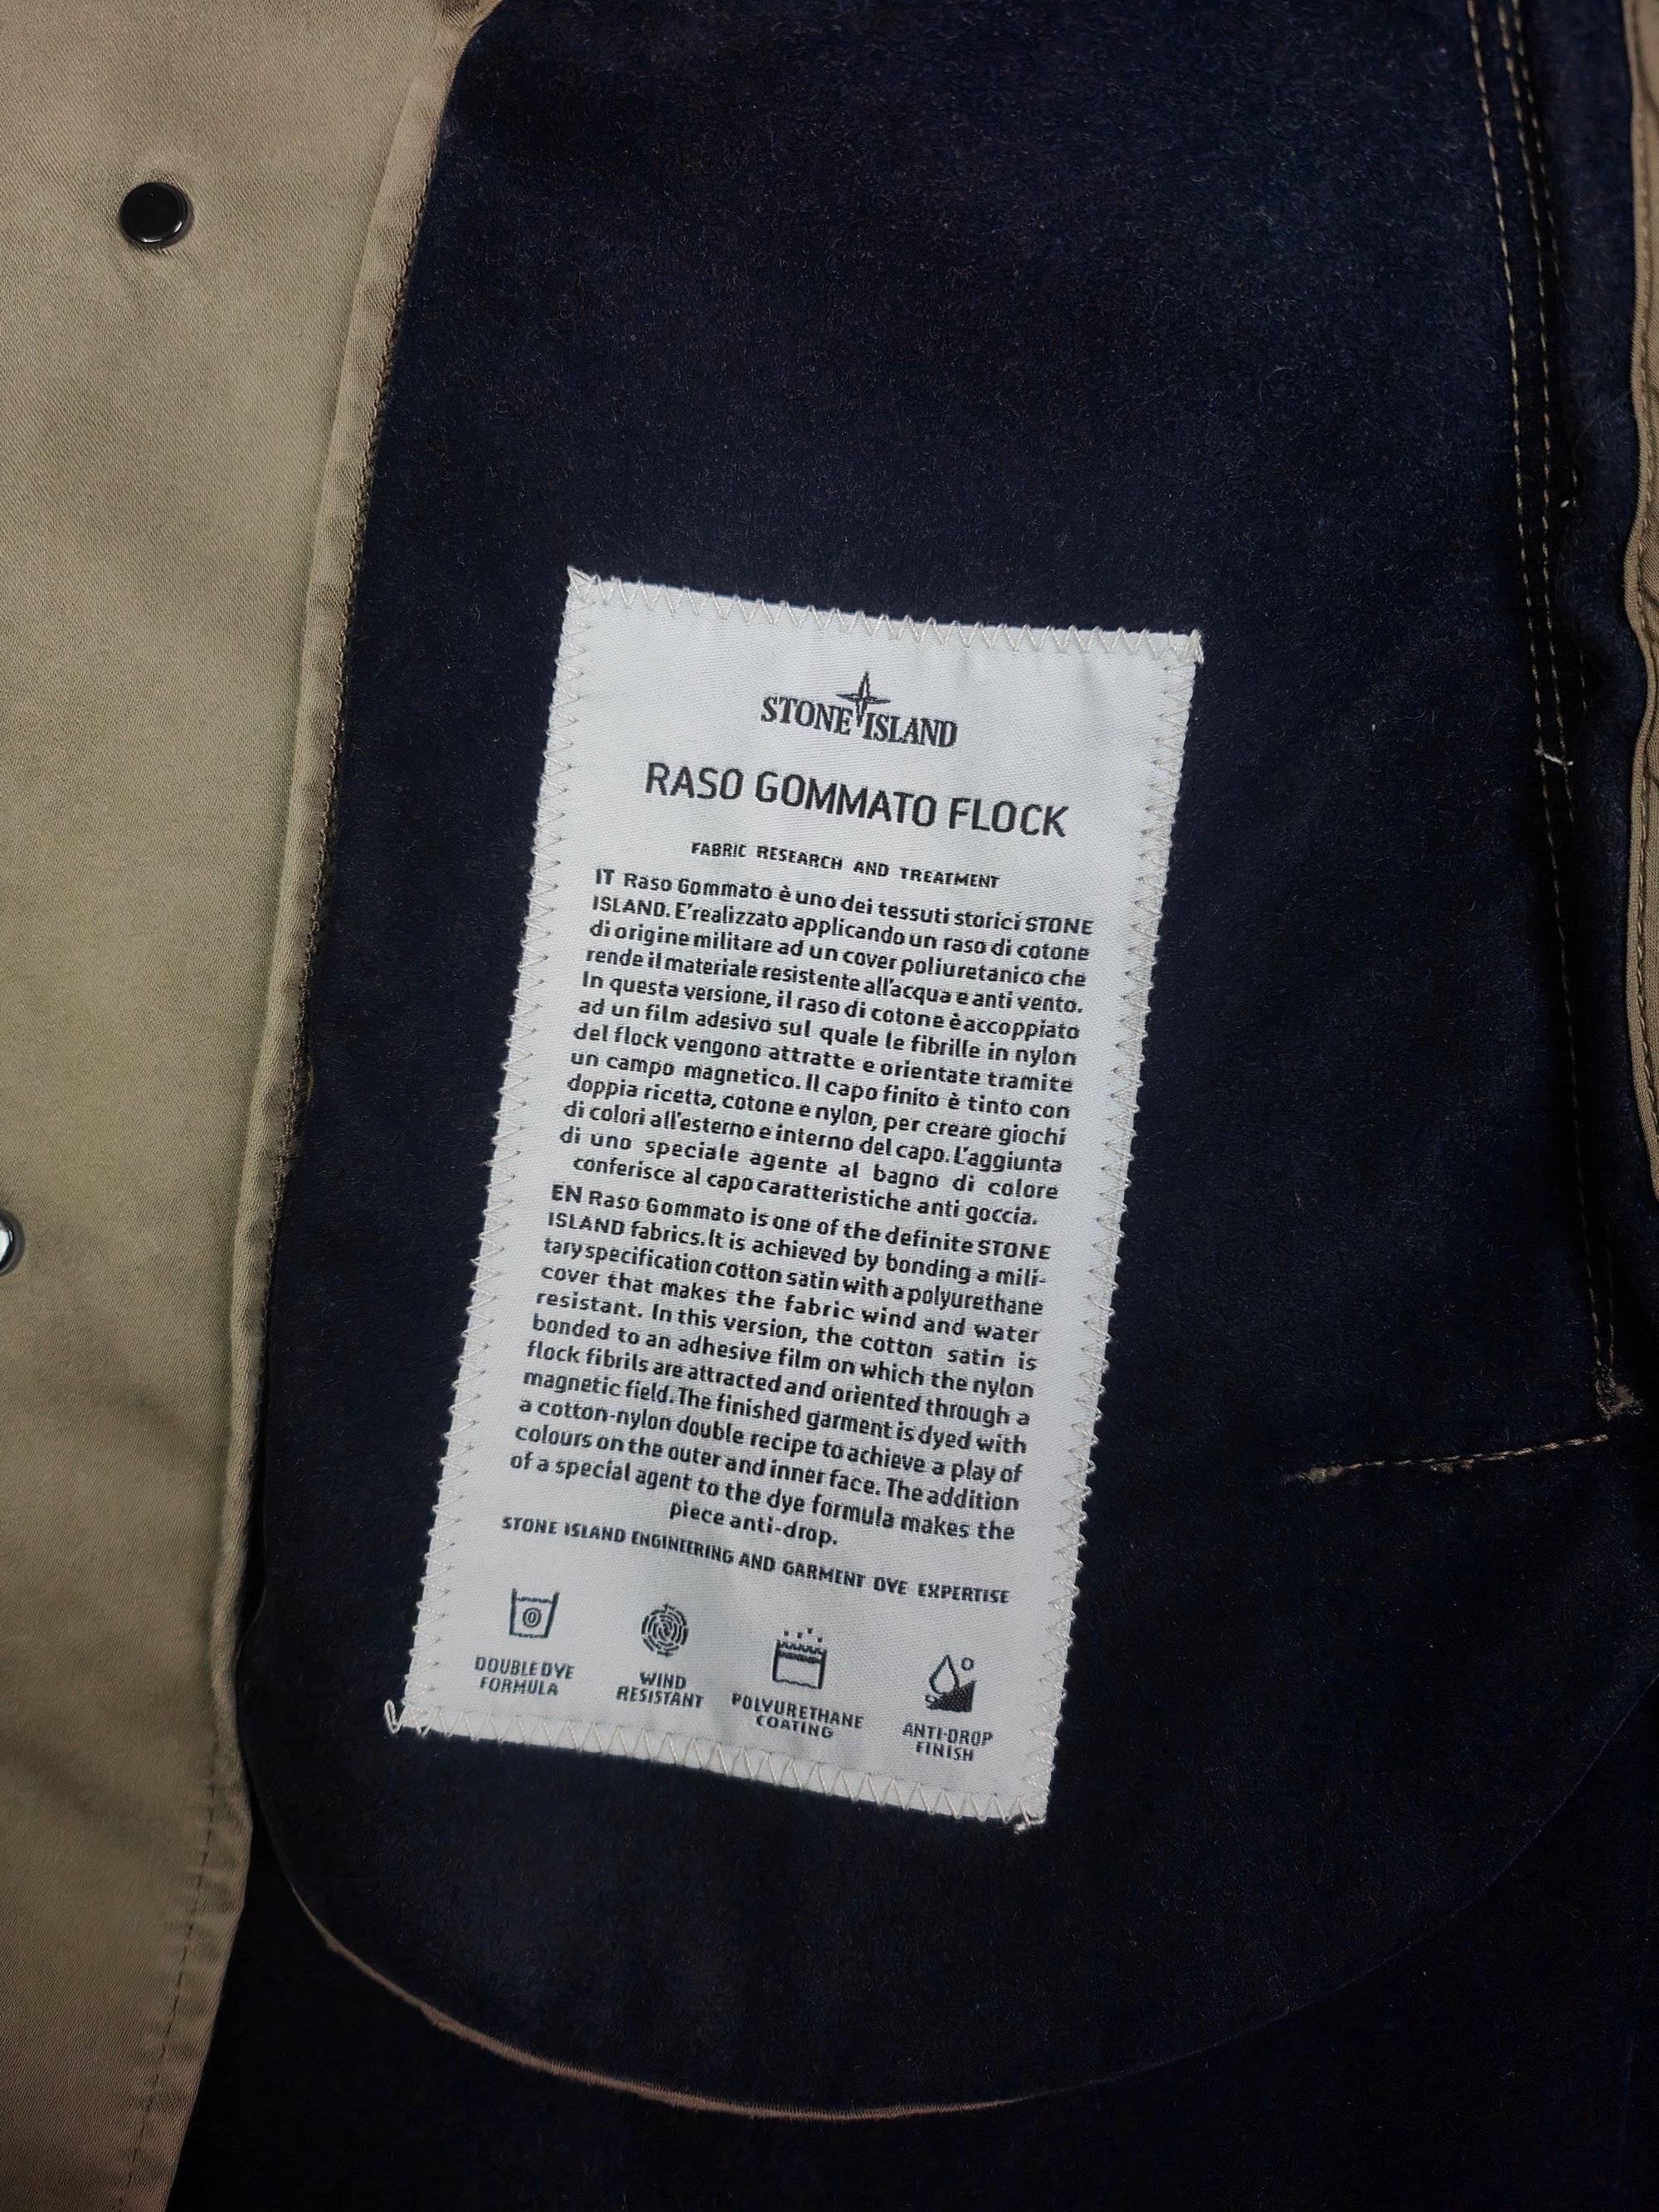 STONE ISLAND
RASO GOMMATO FLOCK
FABRIC RESEARCH AND TREATMENT
IT Raso Gommato è uno dei tessuti storici STONE
ISLAND. E'realizzato applicando un raso di cotone
di origine militare ad un cover poliuretanico che
rende il materiale resistente all'acqua e anti vento.
In questa versione, il raso di cotone è accoppiato
ad un film adesivo sul quale le fibrille in nylon
del flock vengono attratte e orientate tramite
un campo magnetico. Il capo finito è tinto con
doppia ricetta, cotone e nylon, per creare giochi
di colori all'esterno e interno del capo. L'aggiunta
di uno speciale agente al bagno di colore
conferisce al capo caratteristiche anti goccia.
EN Raso Gommato is one of the definite STONE
ISLAND fabrics. It is achieved by bonding a mili-
tary specification cotton satin with a polyurethane
cover that makes the fabric wind and water
resistant. In this version, the cotton satin is
bonded to an adhesive film on which the nylon
flock fibrils are attracted and oriented through a
magnetic field. The finished garment is dyed with
a cotton-nylon double recipe to achieve a play of
colours on the outer and inner face. The addition
of a special agent to the dye formula makes the
piece anti-drop.
STONE ISLAND ENGINEERING AND GARMENT DYE EXPERTISE
DOUBLE DYE
FORMULA
WIND
RESISTANT
POLYURETHANE
COATING
ANTI-DROP
FINISH